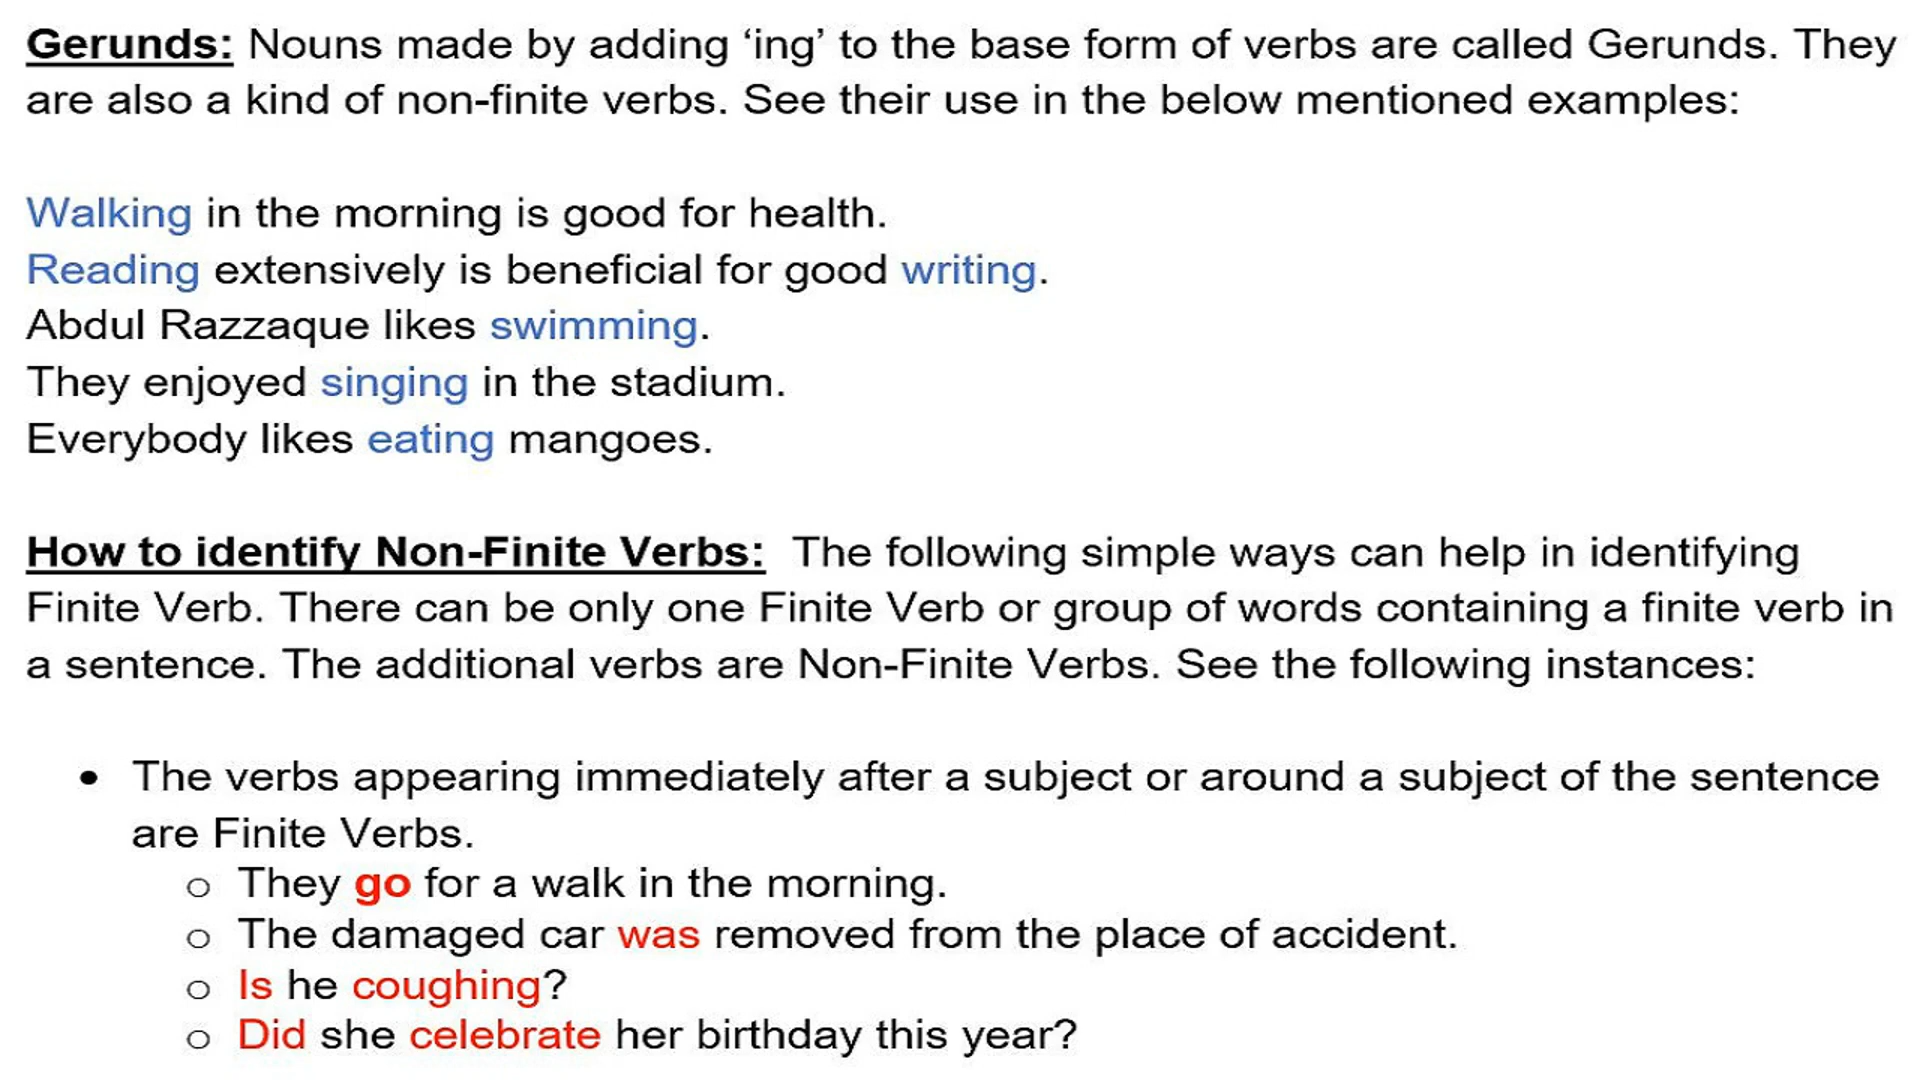 Gerunds: Nouns made by adding ‘ing’ to the base form of verbs are called Gerunds. They
are also a kind of non-finite verbs. See their use in the below mentioned examples:
Walking in the morning is good for health.
Reading extensively is beneficial for good writing.
Abdul Razzaque likes swimming.
They enjoyed singing in the stadium.
Everybody likes eating mangoes.
How to identify Non-Finite Verbs: The following simple ways can help in identifying
Finite Verb. There can be only one Finite Verb or group of words containing a finite verb in
a sentence. The additional verbs are Non-Finite Verbs. See the following instances:
• The verbs appearing immediately after a subject or around a subject of the sentence
are Finite Verbs.
o They go for a walk in the morning.
o The damaged car was removed from the place of accident.
o Is he coughing?
o Did she celebrate her birthday this year?